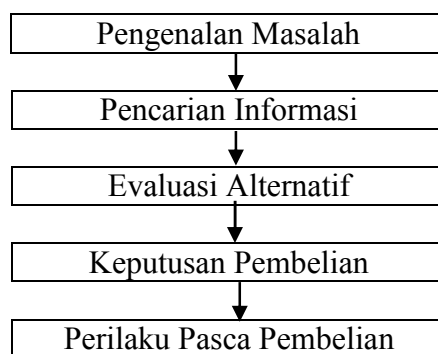 Pengenalan Masalah
Pencarian Informasi
Evaluasi Alternatif
Keputusan Pembelian
Perilaku Pasca Pembelian